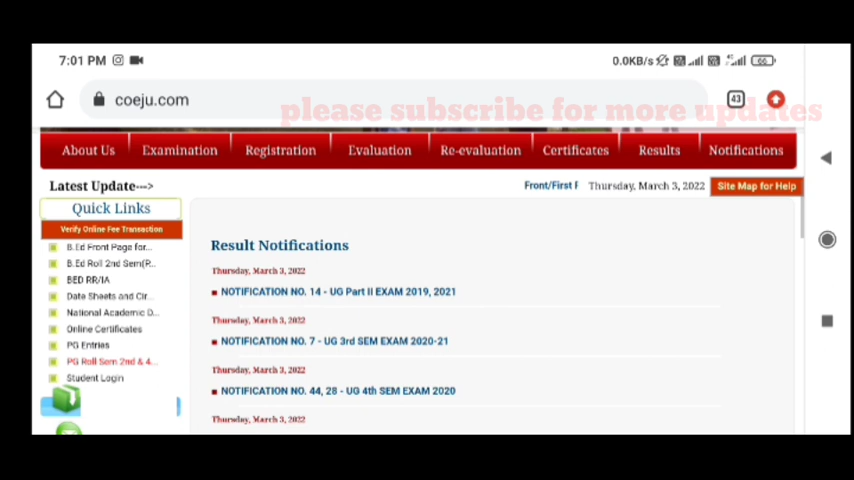 7:01 PM
0.0KB/s
66
coeju.com
43
please subscribe for more updates
About Us Examination Registration Evaluation Re-evaluation Certificates Results Notifications
Latest Update--->
Front/First F
Thursday, March 3, 2022
Site Map for Help
Quick Links
Verify Online Fee Transaction
B.Ed Front Page for...
B.Ed Roll 2nd Sem(P...
BED RR/IA
Date Sheets and Cir...
National Academic D...
Online Certificates
PG Entries
PG Roll Sem 2nd & 4...
Student Login
Result Notifications
Thursday, March 3, 2022
NOTIFICATION NO. 14 - UG Part II EXAM 2019, 2021
Thursday, March 3, 2022
NOTIFICATION NO. 7 - UG 3rd SEM EXAM 2020-21
Thursday, March 3, 2022
NOTIFICATION NO. 44, 28 - UG 4th SEM EXAM 2020
Thursday, March 3, 2022